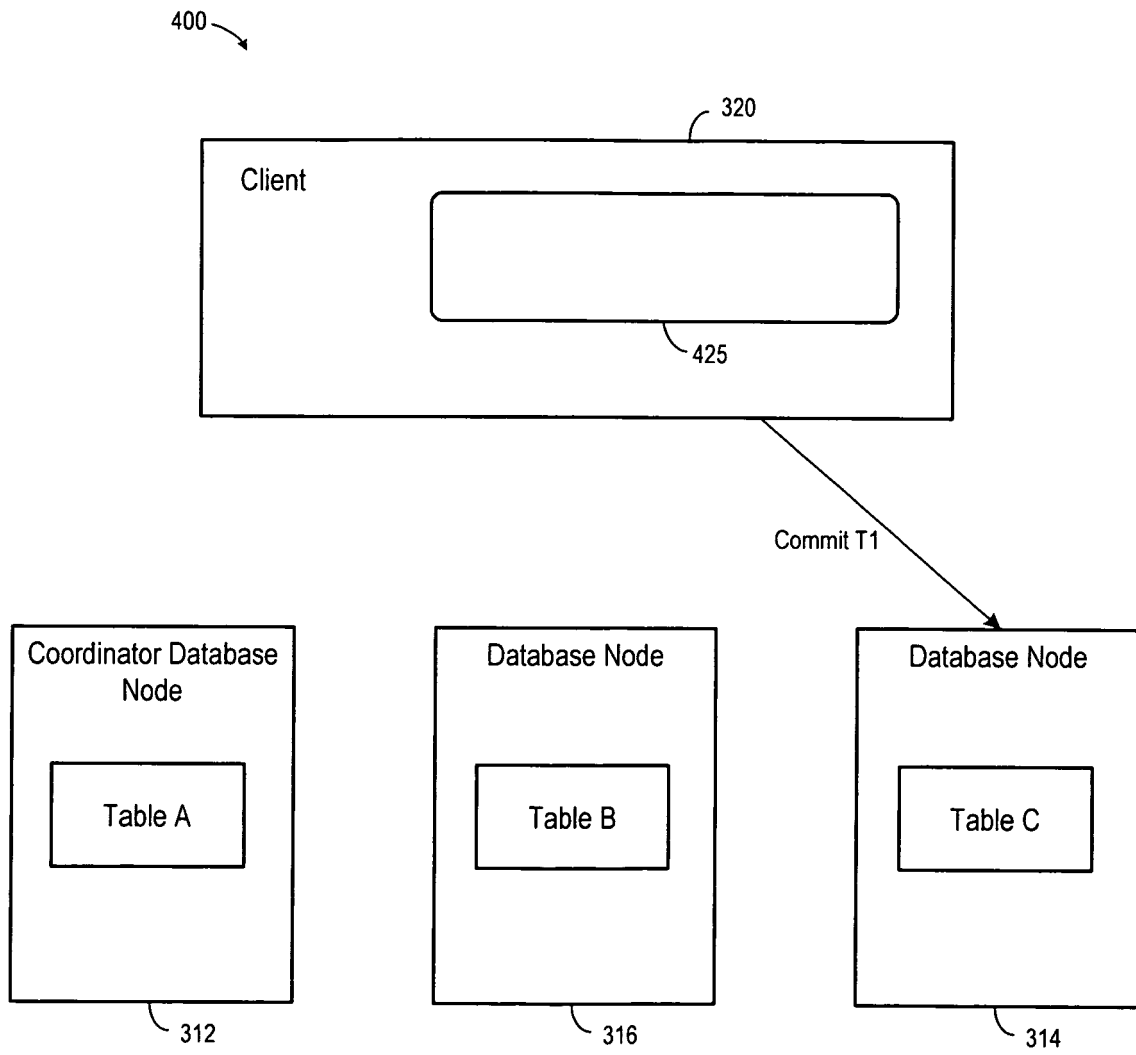 400
320
Client
425
Commit T1
Coordinator Database
Node
Database Node
Database Node
Table A
Table B
Table C
312
316
314